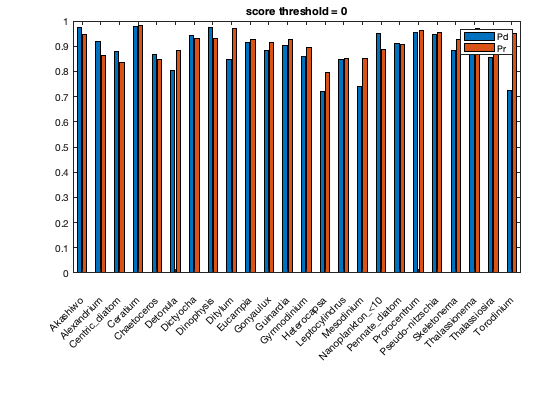 score threshold = 0
1
0.9
0.8
0.7
0.6
0.5
0.4
0.3
0.2
0.1
0
Pd
Pr
Akashiwo
Alexandrium
Centric_diatom
Ceratium
Chaetoceros
Detonula
Dictyocha
Dinophysis
Ditylum
Eucampia
Gonyaulux
Guinardia
Gymnodinium
Heterocapsa
Leptocylindrus
Mesodinium
Nanoplankton_<10
Pennate_diatom
Prorocentrum
Pseudo-nitzschia
Skeletonema
Thalassionema
Thalassiosira
Torodinium